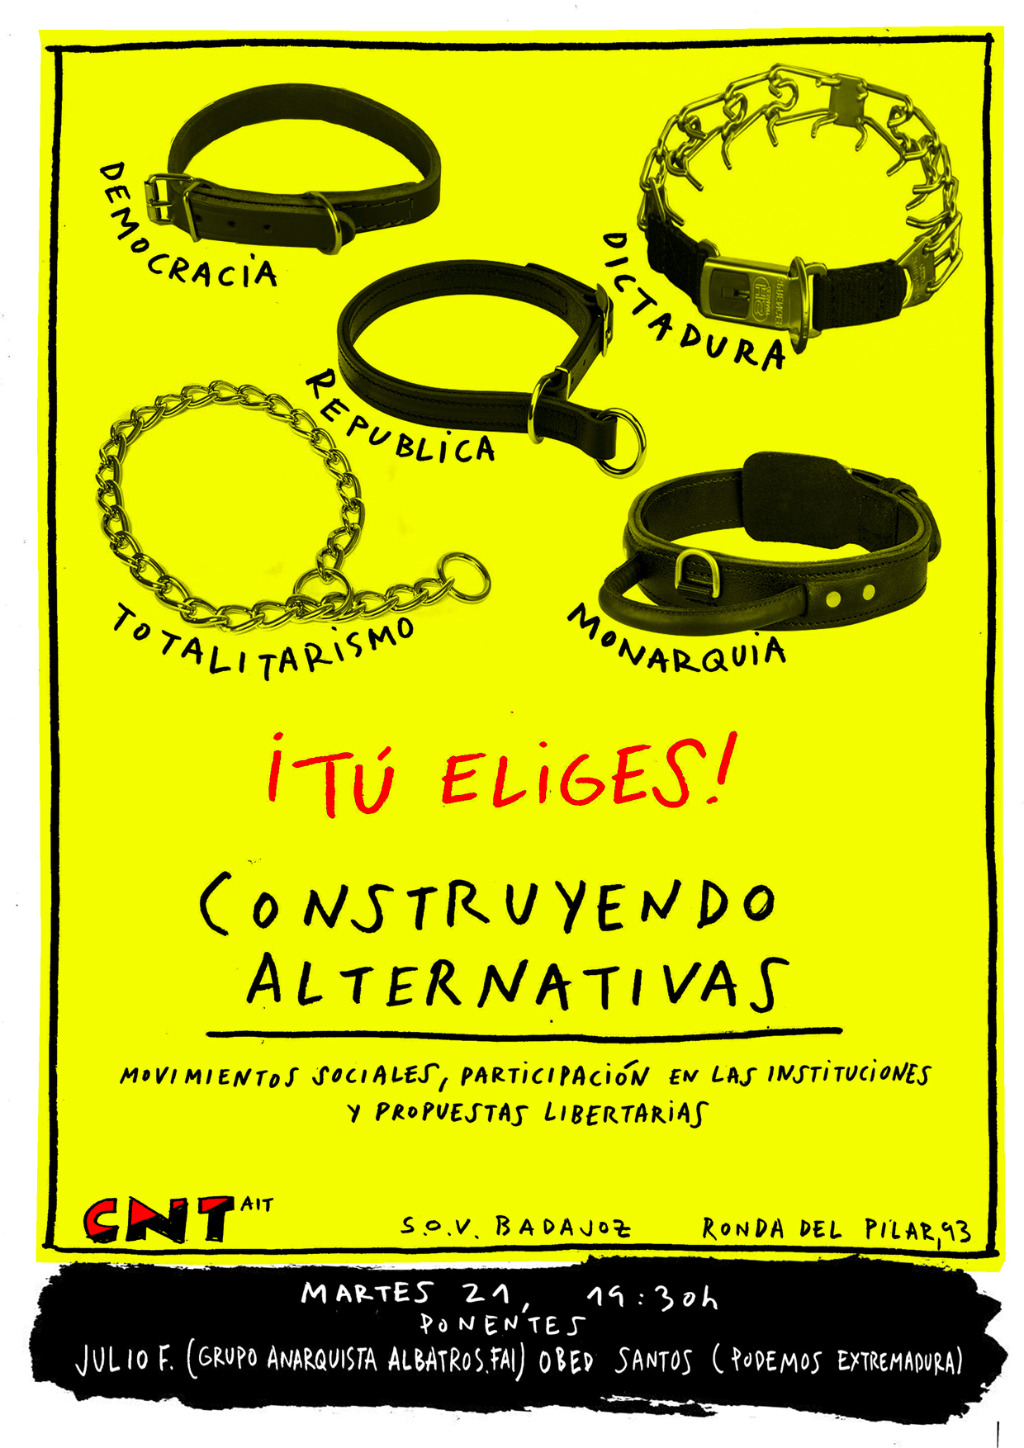 DEMOCRACIA
DICTADURA
REPUBLICA
TOTALITARISMO
MONARQUIA
¡TÚ ELIGES!
CONSTRUYENDO
ALTERNATIVAS
MOVIMIENTOS SOCIALES, PARTICIPACIÓN EN LAS INSTITUCIONES
Y PROPUESTAS LIBERTARIAS
CNT AIT
S.O.V. BADAJOZ
RONDA DEL PILAR, 93
MARTES 21, 19:30h
PONENTES
JULIO F. (GRUPO ANARQUISTA ALBATROS.FAI) OBED SANTOS (PODEMOS EXTREMADURA)